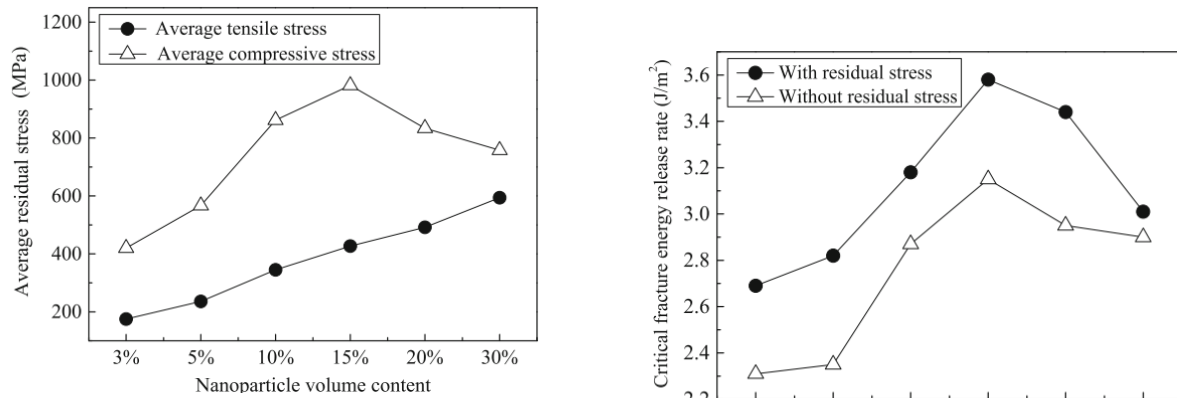 1200
1000
800
600
400
200
Average residual stress (MPa)
Average tensile stress
Average compressive stress
3% 5% 10% 15% 20% 30%
Nanoparticle volume content
3.6
3.4
3.2
3.0
2.8
2.6
2.4
2.2
Critical fracture energy release rate (J/m²)
With residual stress
Without residual stress